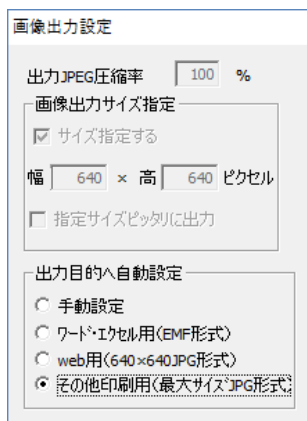 画像出力設定
出力JPEG圧縮率 100 %
画像出力サイズ指定
サイズ指定する
幅 640 × 高 640 ピクセル
指定サイズピッタリに出力
出力目的へ自動設定
手動設定
ワード・エクセル用(EMF形式)
web用(640×640JPG形式)
その他印刷用(最大サイズJPG形式)